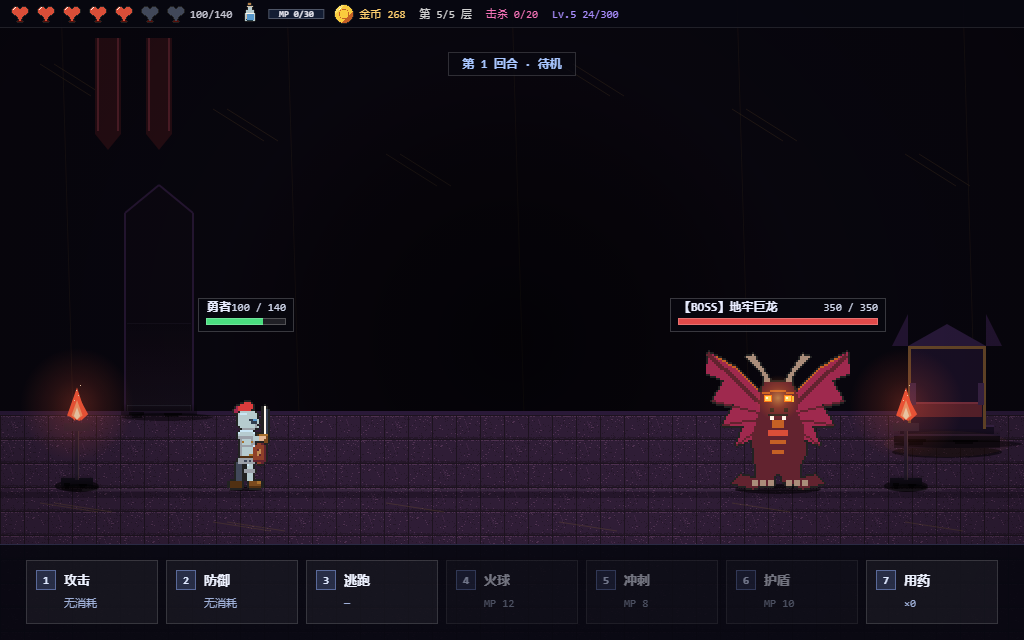 100/140 MP 0/30 金币 268 第 5/5 层 击杀 0/20 Lv.5 24/300
第 1 回合 · 待机
勇者100 / 140
【BOSS】地牢巨龙 350 / 350
1 攻击
无消耗
2 防御
无消耗
3 逃跑
—
4 火球
MP 12
5 冲刺
MP 8
6 护盾
MP 10
7 用药
×0